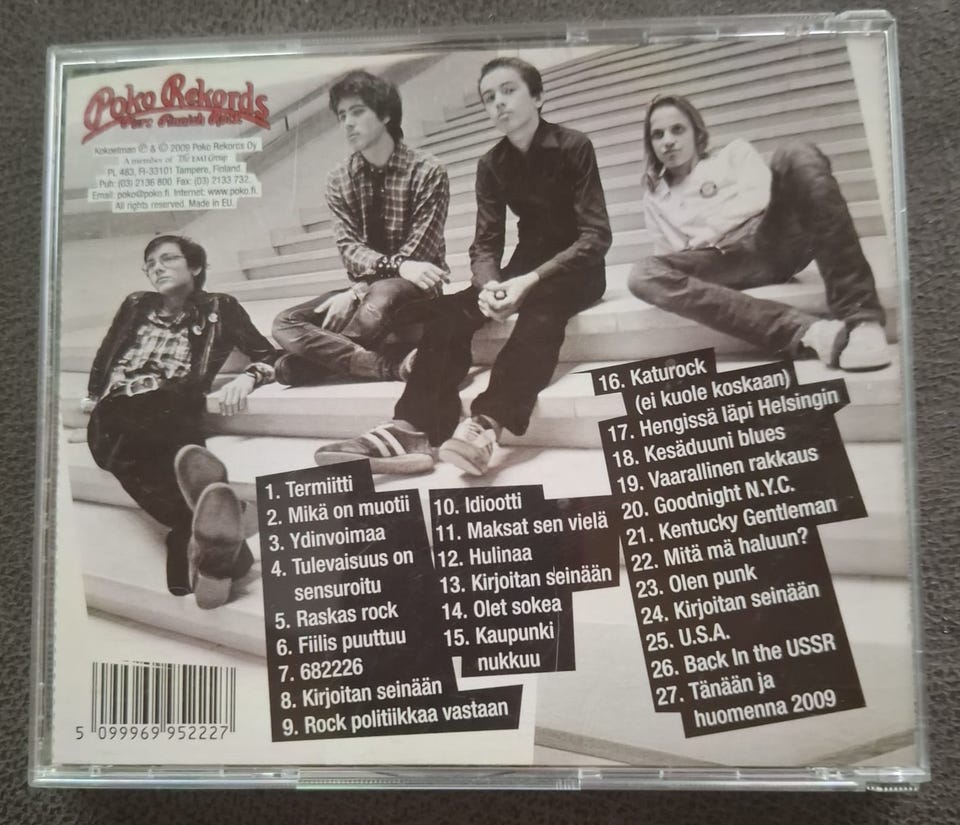 Poko Rekords
Pure Finnish Rock
Kokoelman ℗ & © 2009 Poko Rekords Oy
A member of The EMI Group
PL 483, FI-33101 Tampere, Finland.
Puh: (03) 2136 800. Fax: (03) 2133 732.
Email: poko@poko.fi. Internet: www.poko.fi.
All rights reserved. Made in EU.
1. Termiitti
2. Mikä on muotii
3. Ydinvoimaa
4. Tulevaisuus on
sensuroitu
5. Raskas rock
6. Fiilis puuttuu
7. 682226
8. Kirjoitan seinään
9. Rock politiikkaa vastaan
10. Idiootti
11. Maksat sen vielä
12. Hulinaa
13. Kirjoitan seinään
14. Olet sokea
15. Kaupunki
nukkuu
16. Katurock
(ei kuole koskaan)
17. Hengissä läpi Helsingin
18. Kesäduuni blues
19. Vaarallinen rakkaus
20. Goodnight N.Y.C.
21. Kentucky Gentleman
22. Mitä mä haluun?
23. Olen punk
24. Kirjoitan seinään
25. U.S.A.
26. Back In the USSR
27. Tänään ja
huomenna 2009
5 099969 952227